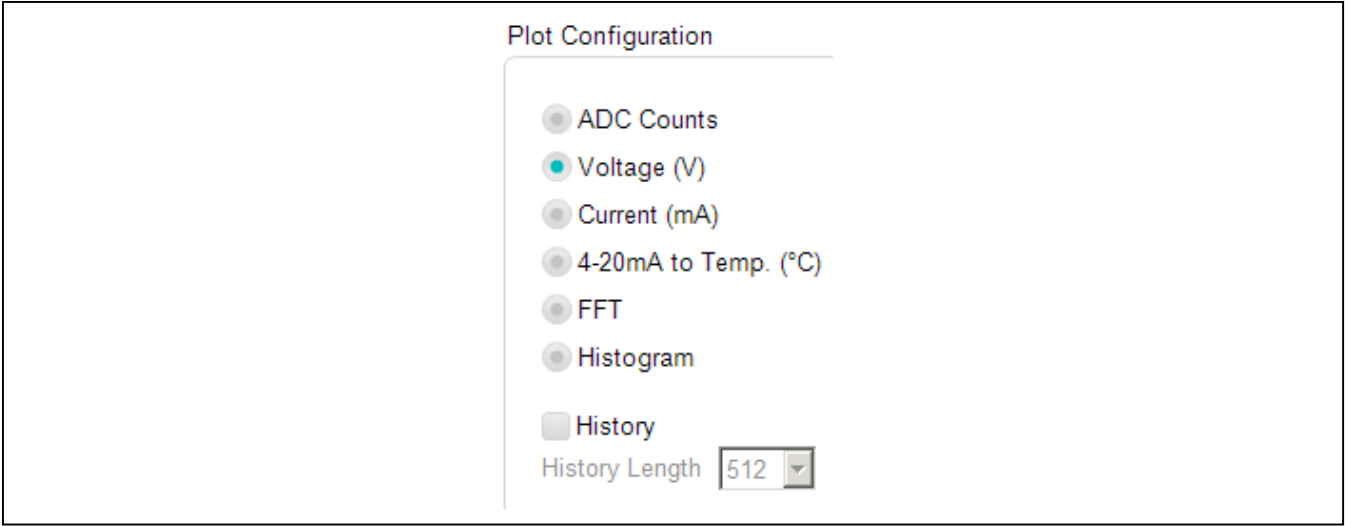 Plot Configuration
ADC Counts
Voltage (V)
Current (mA)
4-20mA to Temp. (°C)
FFT
Histogram
History
History Length 512